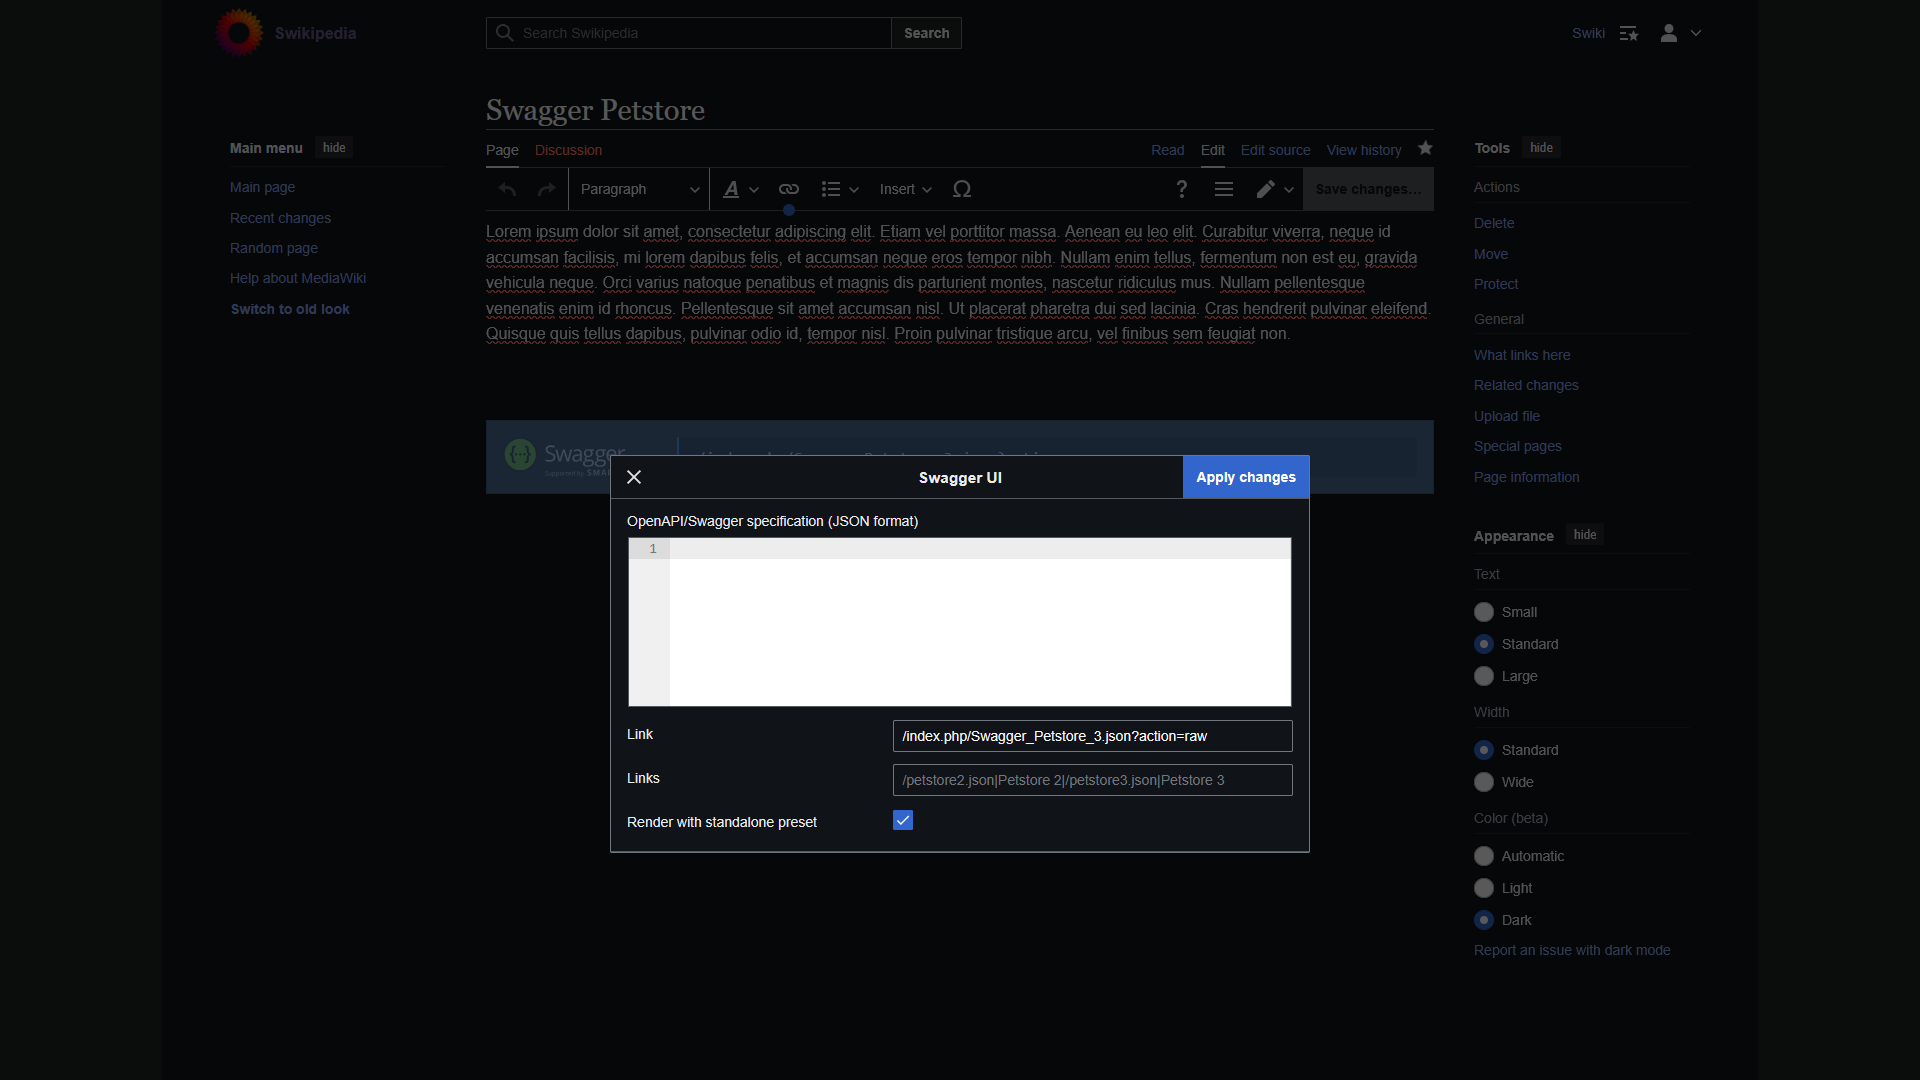 Swikipedia
Search Swikipedia
Search
Swiki
Swagger Petstore
Main menu hide
Main page
Recent changes
Random page
Help about MediaWiki
Switch to old look
Page Discussion
Read Edit Edit source View history
Paragraph
A
Insert
Ω
?
Save changes…
Lorem ipsum dolor sit amet, consectetur adipiscing elit. Etiam vel porttitor massa. Aenean eu leo elit. Curabitur viverra, neque id
accumsan facilisis, mi lorem dapibus felis, et accumsan neque eros tempor nibh. Nullam enim tellus, fermentum non est eu, gravida
vehicula neque. Orci varius natoque penatibus et magnis dis parturient montes, nascetur ridiculus mus. Nullam pellentesque
venenatis enim id rhoncus. Pellentesque sit amet accumsan nisl. Ut placerat pharetra dui sed lacinia. Cras hendrerit pulvinar eleifend.
Quisque quis tellus dapibus, pulvinar odio id, tempor nisl. Proin pulvinar tristique arcu, vel finibus sem feugiat non.
{··} Swagger
Supported by
Swagger UI
Apply changes
OpenAPI/Swagger specification (JSON format)
1
Link
/index.php/Swagger_Petstore_3.json?action=raw
Links
/petstore2.json|Petstore 2|/petstore3.json|Petstore 3
Render with standalone preset
Tools hide
Actions
Delete
Move
Protect
General
What links here
Related changes
Upload file
Special pages
Page information
Appearance hide
Text
Small
Standard
Large
Width
Standard
Wide
Color (beta)
Automatic
Light
Dark
Report an issue with dark mode